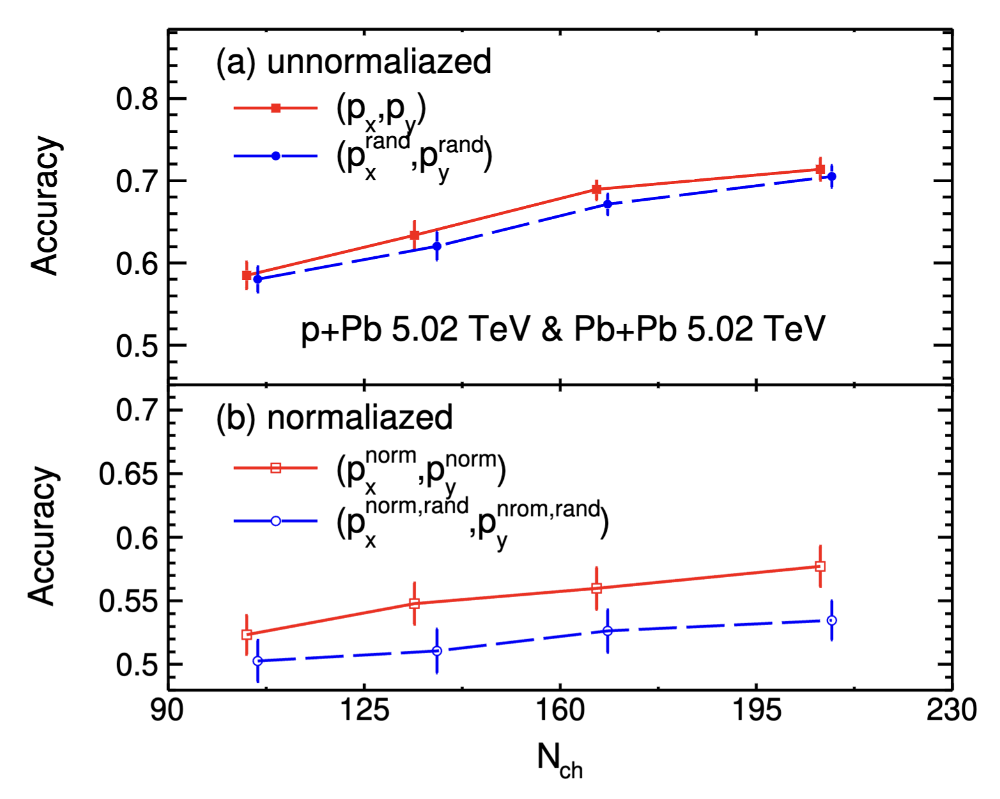 (a) unnormaliazed
(p_x,p_y)
(p_x^rand,p_y^rand)
p+Pb 5.02 TeV & Pb+Pb 5.02 TeV
Accuracy
0.8
0.7
0.6
0.5
(b) normaliazed
(p_x^norm,p_y^norm)
(p_x^norm,rand,p_y^nrom,rand)
Accuracy
0.7
0.65
0.6
0.55
0.5
90 125 160 195 230
N_ch